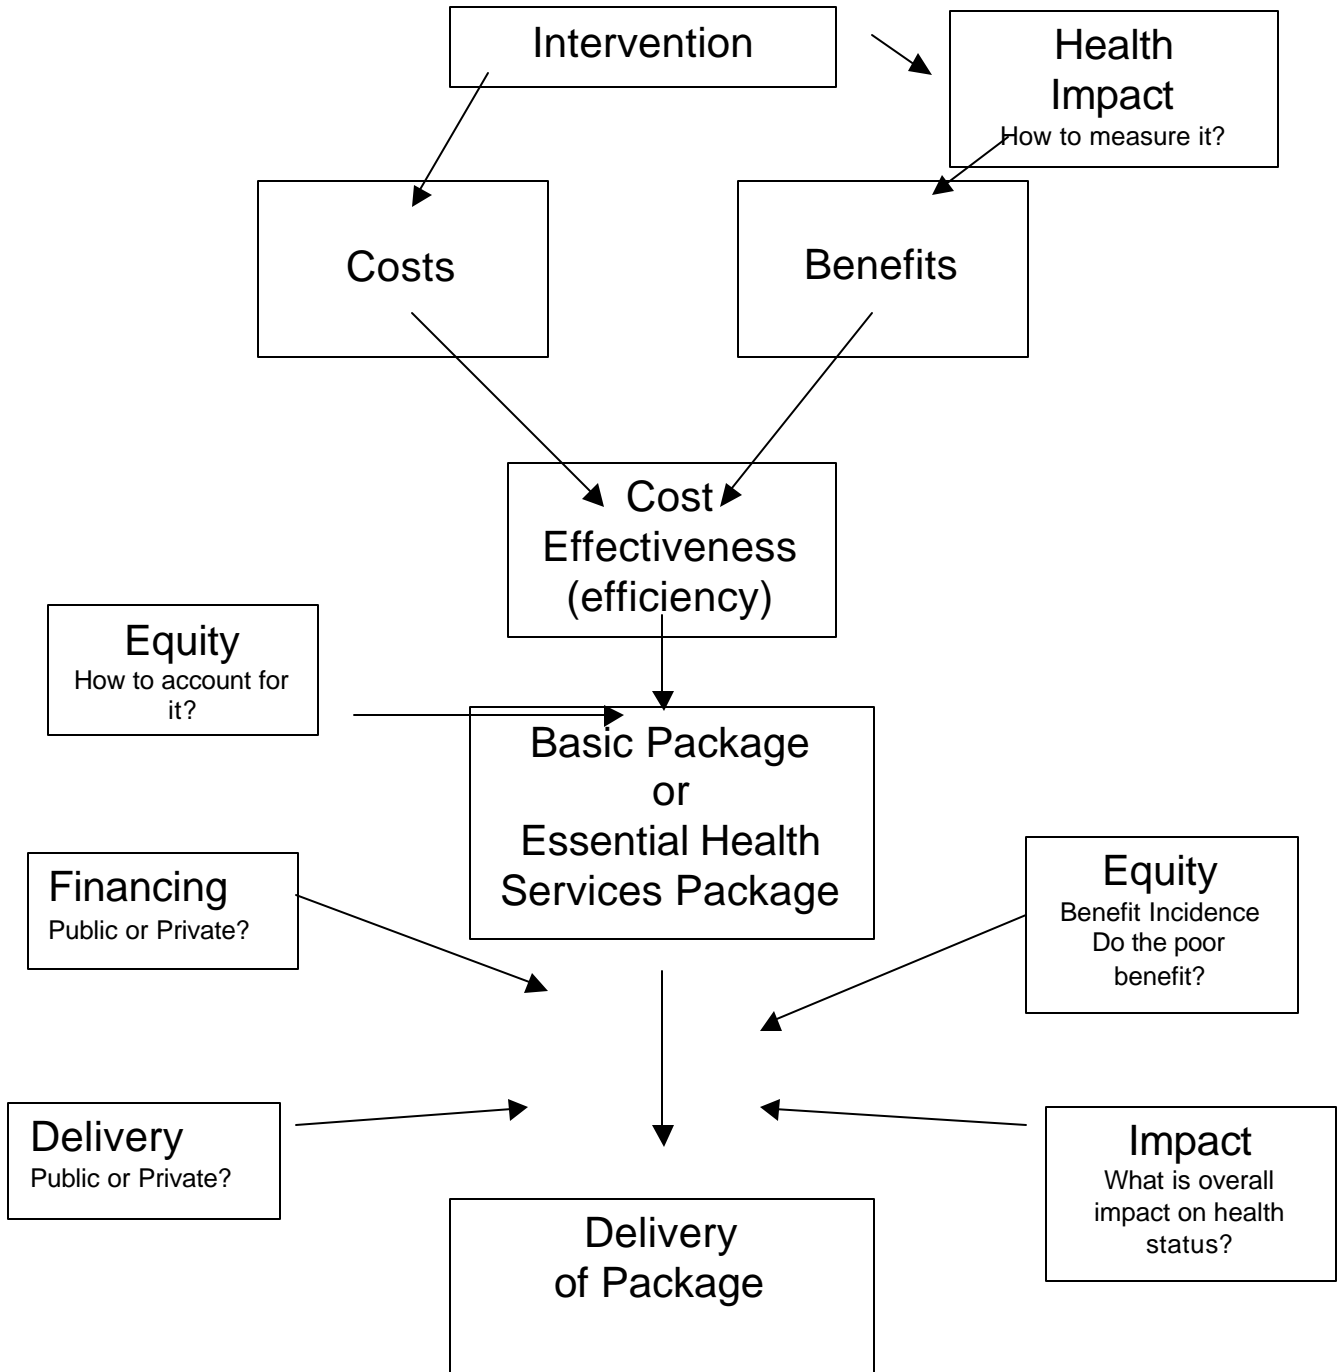 Intervention
Health
Impact
How to measure it?
Costs
Benefits
Cost
Effectiveness
(efficiency)
Equity
How to account for
it?
Basic Package
or
Essential Health
Services Package
Financing
Public or Private?
Equity
Benefit Incidence
Do the poor
benefit?
Delivery
Public or Private?
Impact
What is overall
impact on health
status?
Delivery
of Package